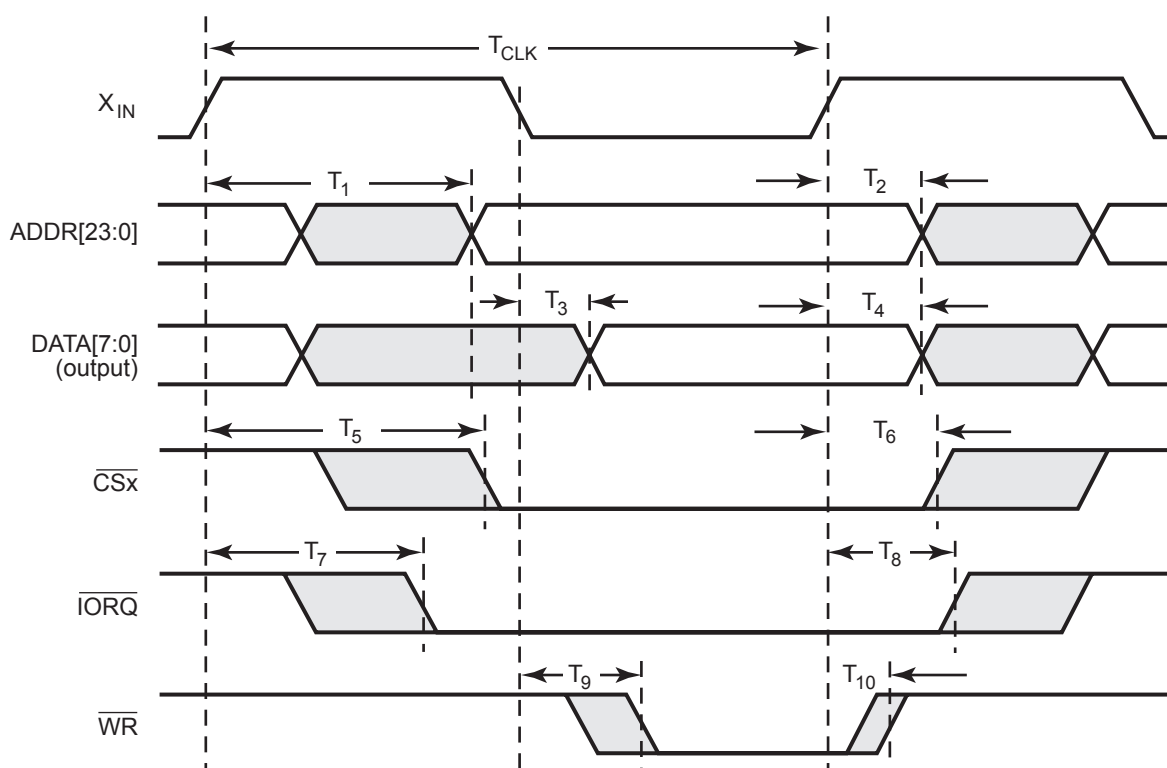 T_CLK
X_IN
T_1
T_2
ADDR[23:0]
T_3
T_4
DATA[7:0]
(output)
T_5
T_6
CSx
T_7
T_8
IORQ
T_9
T_10
WR